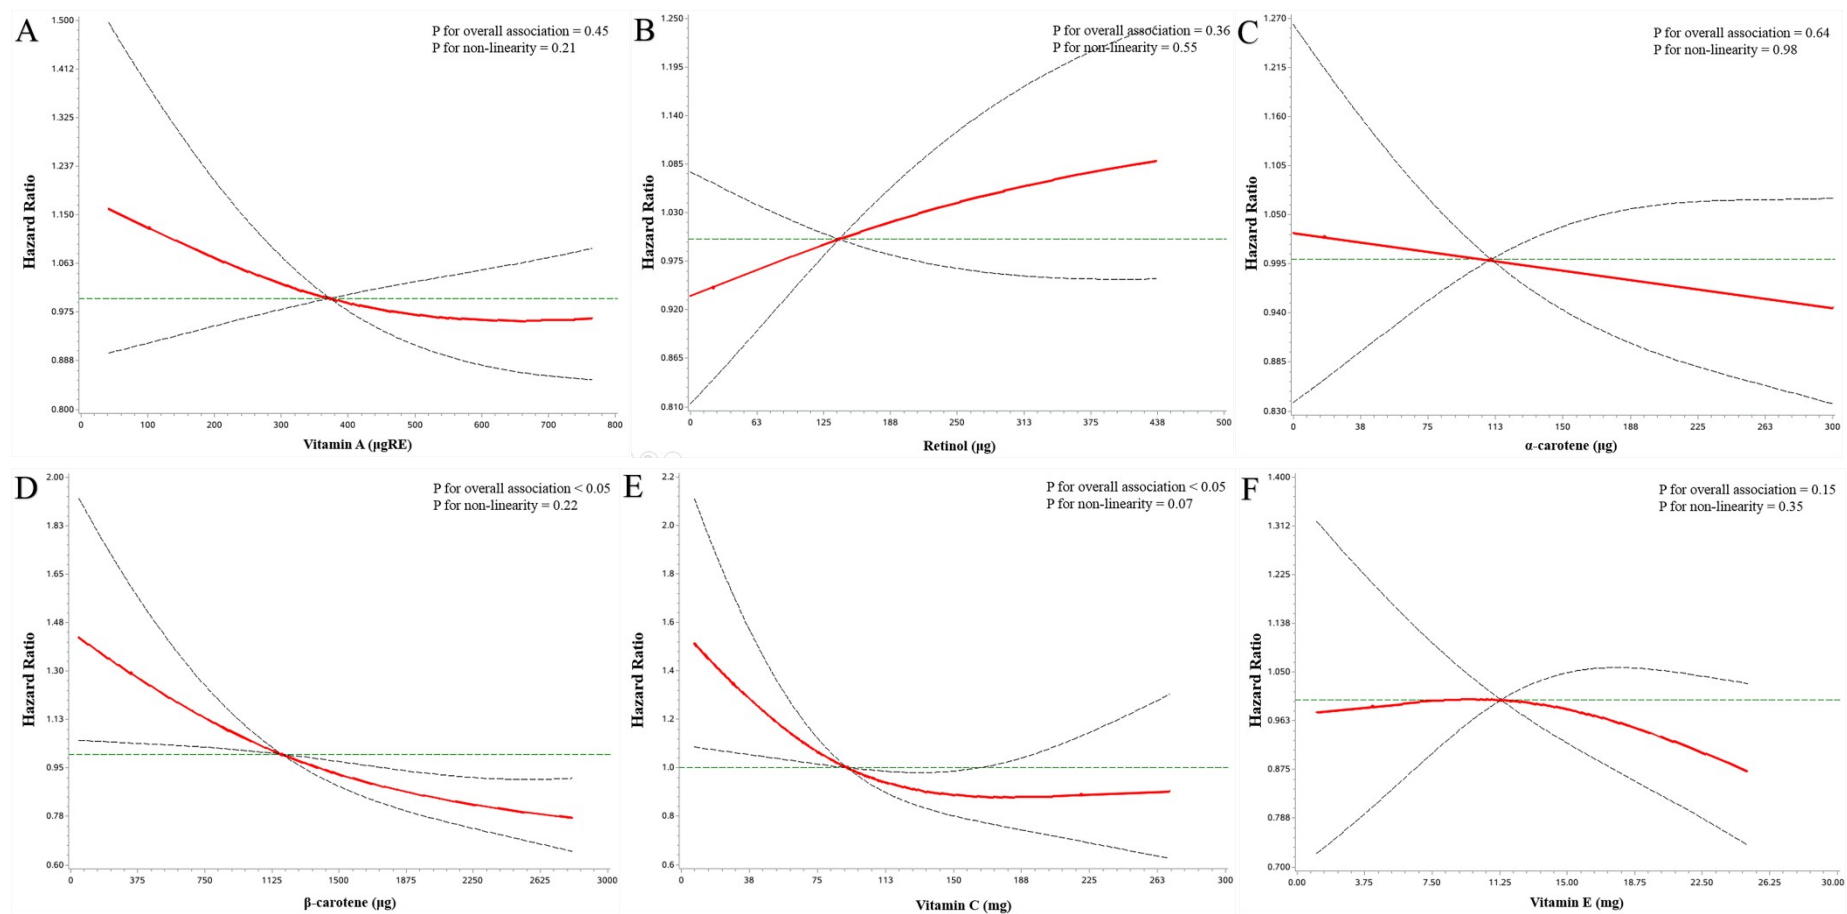 A
P for overall association = 0.45
P for non-linearity = 0.21
Hazard Ratio
1.500
1.412
1.325
1.237
1.150
1.063
0.975
0.888
0.800
0 100 200 300 400 500 600 700 800
Vitamin A (μgRE)
B
P for overall association = 0.36
P for non-linearity = 0.55
Hazard Ratio
1.250
1.195
1.140
1.085
1.030
0.975
0.920
0.865
0.810
0 63 125 188 250 313 375 438 500
Retinol (μg)
C
P for overall association = 0.64
P for non-linearity = 0.98
Hazard Ratio
1.270
1.215
1.160
1.105
1.050
0.995
0.940
0.885
0.830
0 38 75 113 150 188 225 263 300
α-carotene (μg)
D
P for overall association < 0.05
P for non-linearity = 0.22
Hazard Ratio
2.00
1.83
1.65
1.48
1.30
1.13
0.95
0.78
0.60
0 375 750 1125 1500 1875 2250 2625 3000
β-carotene (μg)
E
P for overall association < 0.05
P for non-linearity = 0.07
Hazard Ratio
2.2
2.0
1.8
1.6
1.4
1.2
1.0
0.8
0.6
0 38 75 113 150 188 225 263 300
Vitamin C (mg)
F
P for overall association = 0.15
P for non-linearity = 0.35
Hazard Ratio
1.400
1.312
1.225
1.138
1.050
0.963
0.875
0.788
0.700
0.00 3.75 7.50 11.25 15.00 18.75 22.50 26.25 30.00
Vitamin E (mg)